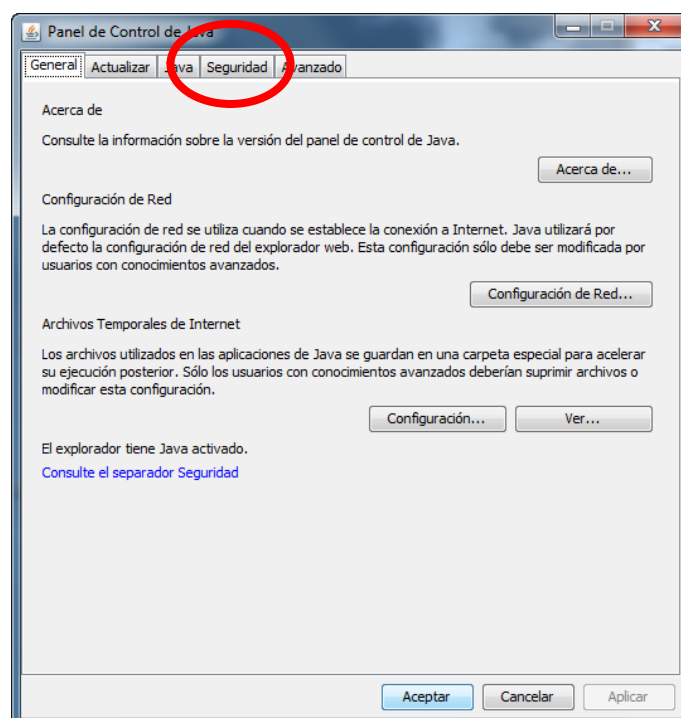 Panel de Control de Java
General Actualizar Java Seguridad Avanzado
Acerca de
Consulte la información sobre la versión del panel de control de Java.
Acerca de...
Configuración de Red
La configuración de red se utiliza cuando se establece la conexión a Internet. Java utilizará por
defecto la configuración de red del explorador web. Esta configuración sólo debe ser modificada por
usuarios con conocimientos avanzados.
Configuración de Red...
Archivos Temporales de Internet
Los archivos utilizados en las aplicaciones de Java se guardan en una carpeta especial para acelerar
su ejecución posterior. Sólo los usuarios con conocimientos avanzados deberían suprimir archivos o
modificar esta configuración.
Configuración... Ver...
El explorador tiene Java activado.
Consulte el separador Seguridad
Aceptar Cancelar Aplicar